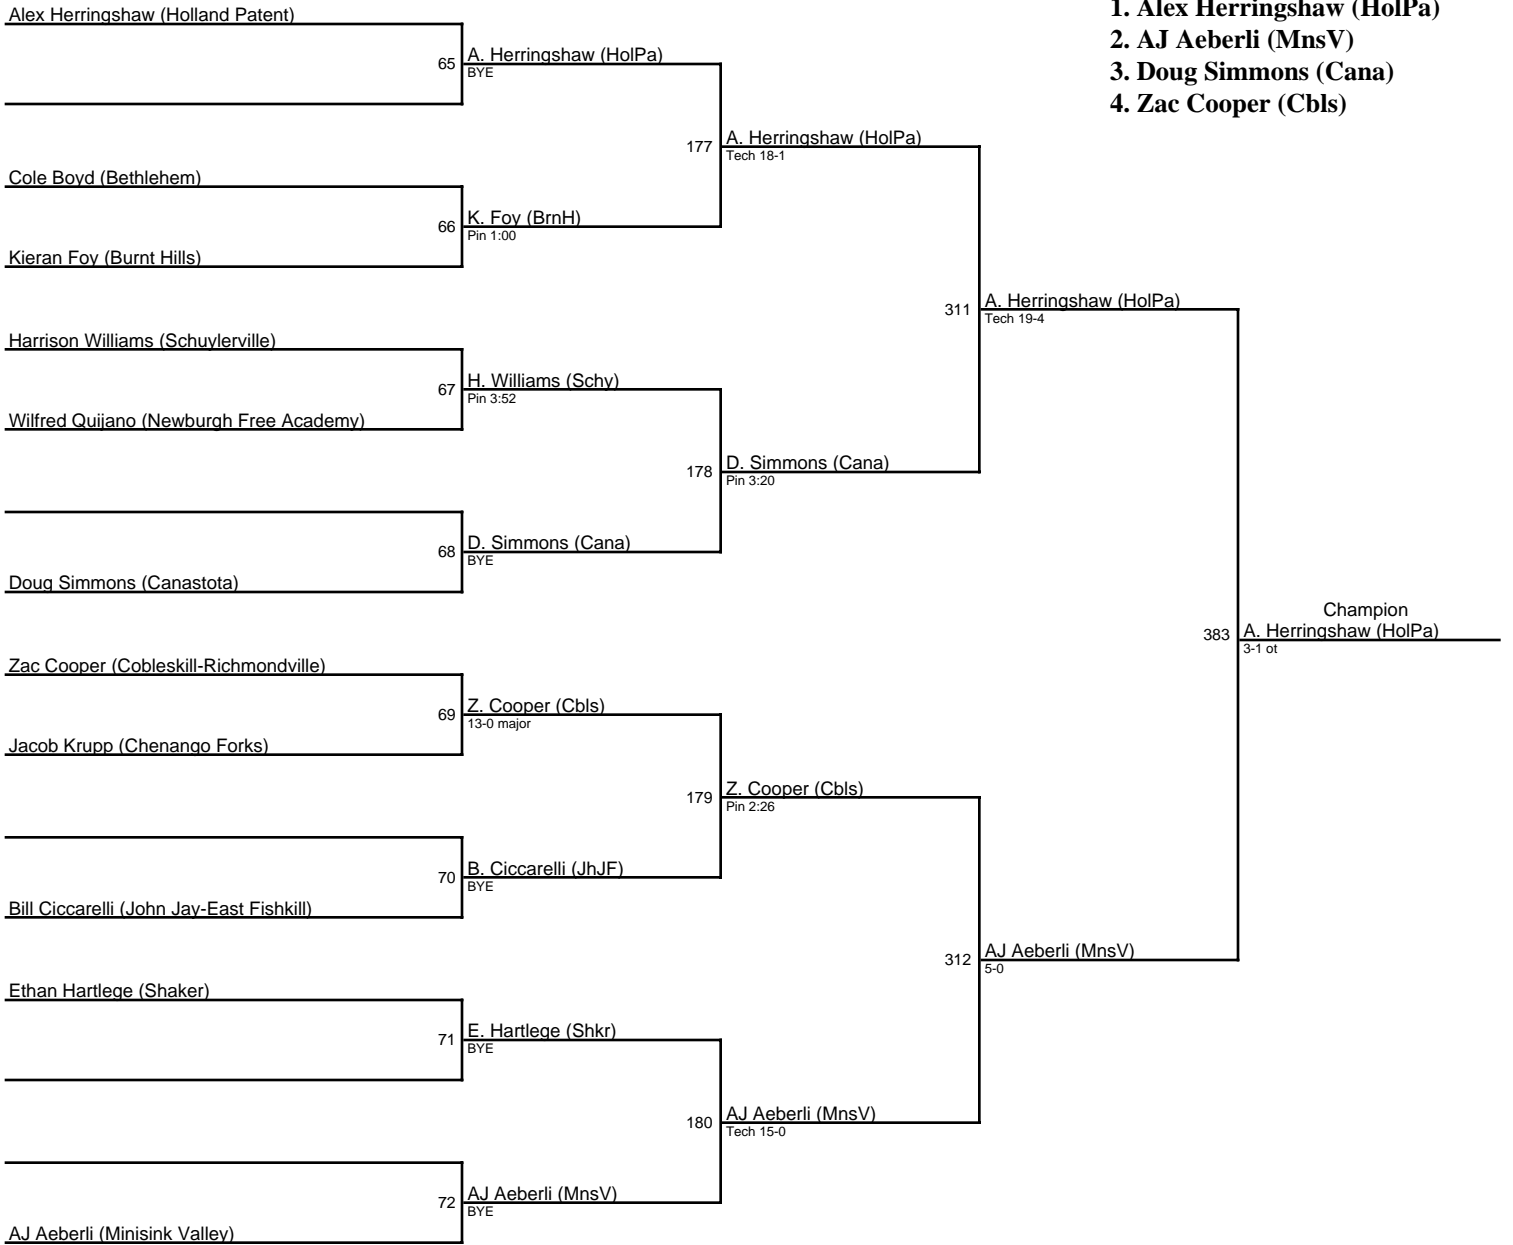 Alex Herringshaw (Holland Patent)
65
A. Herringshaw (HolPa)
BYE
Cole Boyd (Bethlehem)
66
K. Foy (BrnH)
Pin 1:00
Kieran Foy (Burnt Hills)
177
A. Herringshaw (HolPa)
Tech 18-1
Harrison Williams (Schuylerville)
67
H. Williams (Schy)
Pin 3:52
Wilfred Quijano (Newburgh Free Academy)
178
D. Simmons (Cana)
Pin 3:20
68
D. Simmons (Cana)
BYE
Doug Simmons (Canastota)
311
A. Herringshaw (HolPa)
Tech 19-4
Zac Cooper (Cobleskill-Richmondville)
69
Z. Cooper (Cbls)
13-0 major
Jacob Krupp (Chenango Forks)
179
Z. Cooper (Cbls)
Pin 2:26
70
B. Ciccarelli (JhJF)
BYE
Bill Ciccarelli (John Jay-East Fishkill)
312
AJ Aeberli (MnsV)
5-0
Ethan Hartlege (Shaker)
71
E. Hartlege (Shkr)
BYE
180
AJ Aeberli (MnsV)
Tech 15-0
72
AJ Aeberli (MnsV)
BYE
AJ Aeberli (Minisink Valley)
383
Champion
A. Herringshaw (HolPa)
3-1 ot
1. Alex Herringshaw (HolPa)
2. AJ Aeberli (MnsV)
3. Doug Simmons (Cana)
4. Zac Cooper (Cbls)